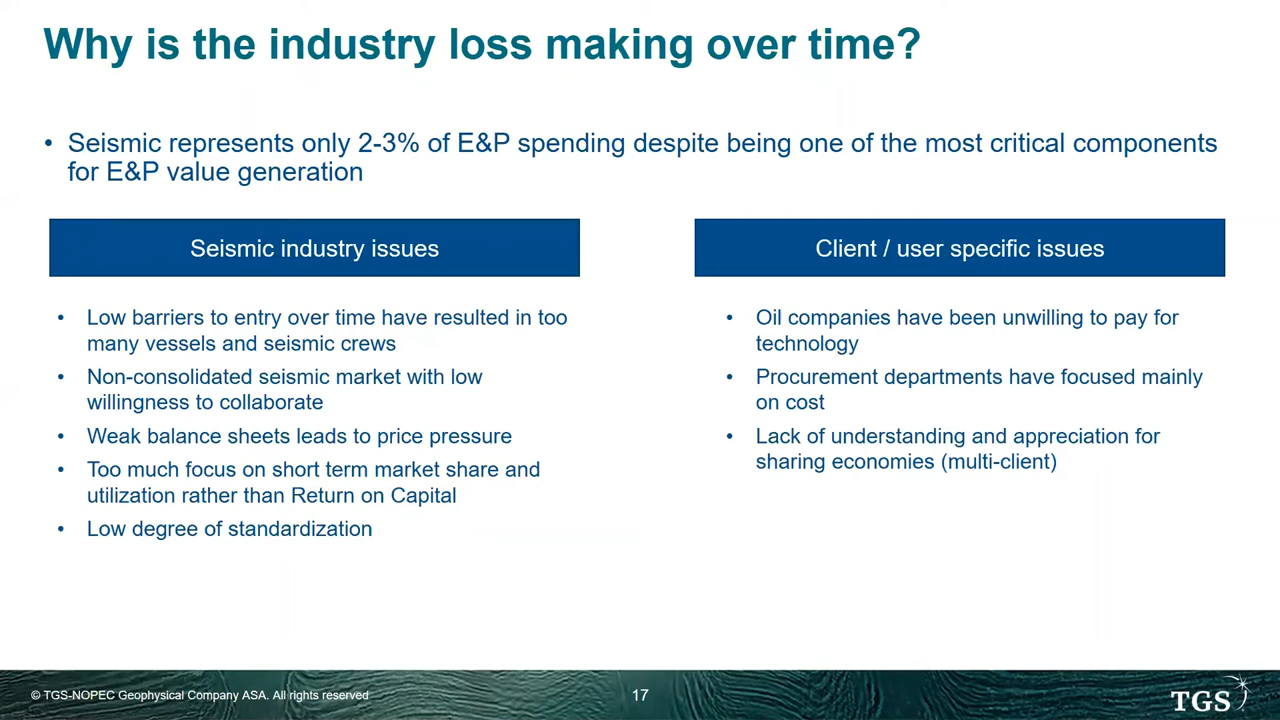 Why is the industry loss making over time?
• Seismic represents only 2-3% of E&P spending despite being one of the most critical components
for E&P value generation
Seismic industry issues
• Low barriers to entry over time have resulted in too
many vessels and seismic crews
• Non-consolidated seismic market with low
willingness to collaborate
• Weak balance sheets leads to price pressure
• Too much focus on short term market share and
utilization rather than Return on Capital
• Low degree of standardization
Client / user specific issues
• Oil companies have been unwilling to pay for
technology
• Procurement departments have focused mainly
on cost
• Lack of understanding and appreciation for
sharing economies (multi-client)
© TGS-NOPEC Geophysical Company ASA. All rights reserved
17
TGS